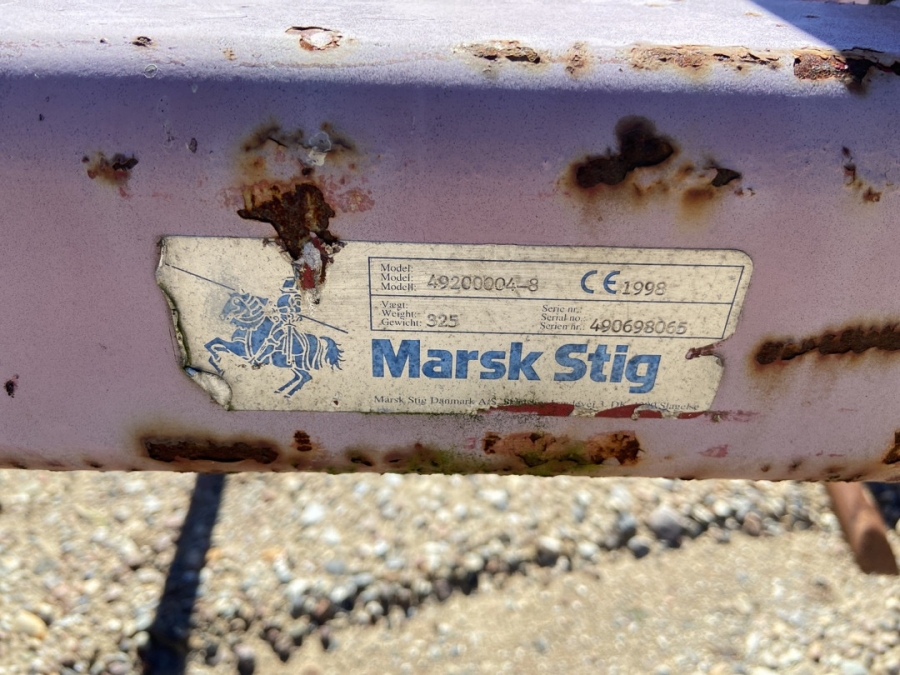 Model:
Model:
Modell: 49200004-8 CE 1998
Vægt:
Weight:
Gewicht: 325
Serie nr.:
Serial no.:
Serien nr. 490698065
Marsk Stig
Marsk Stig Danmark A/S, Slagelse